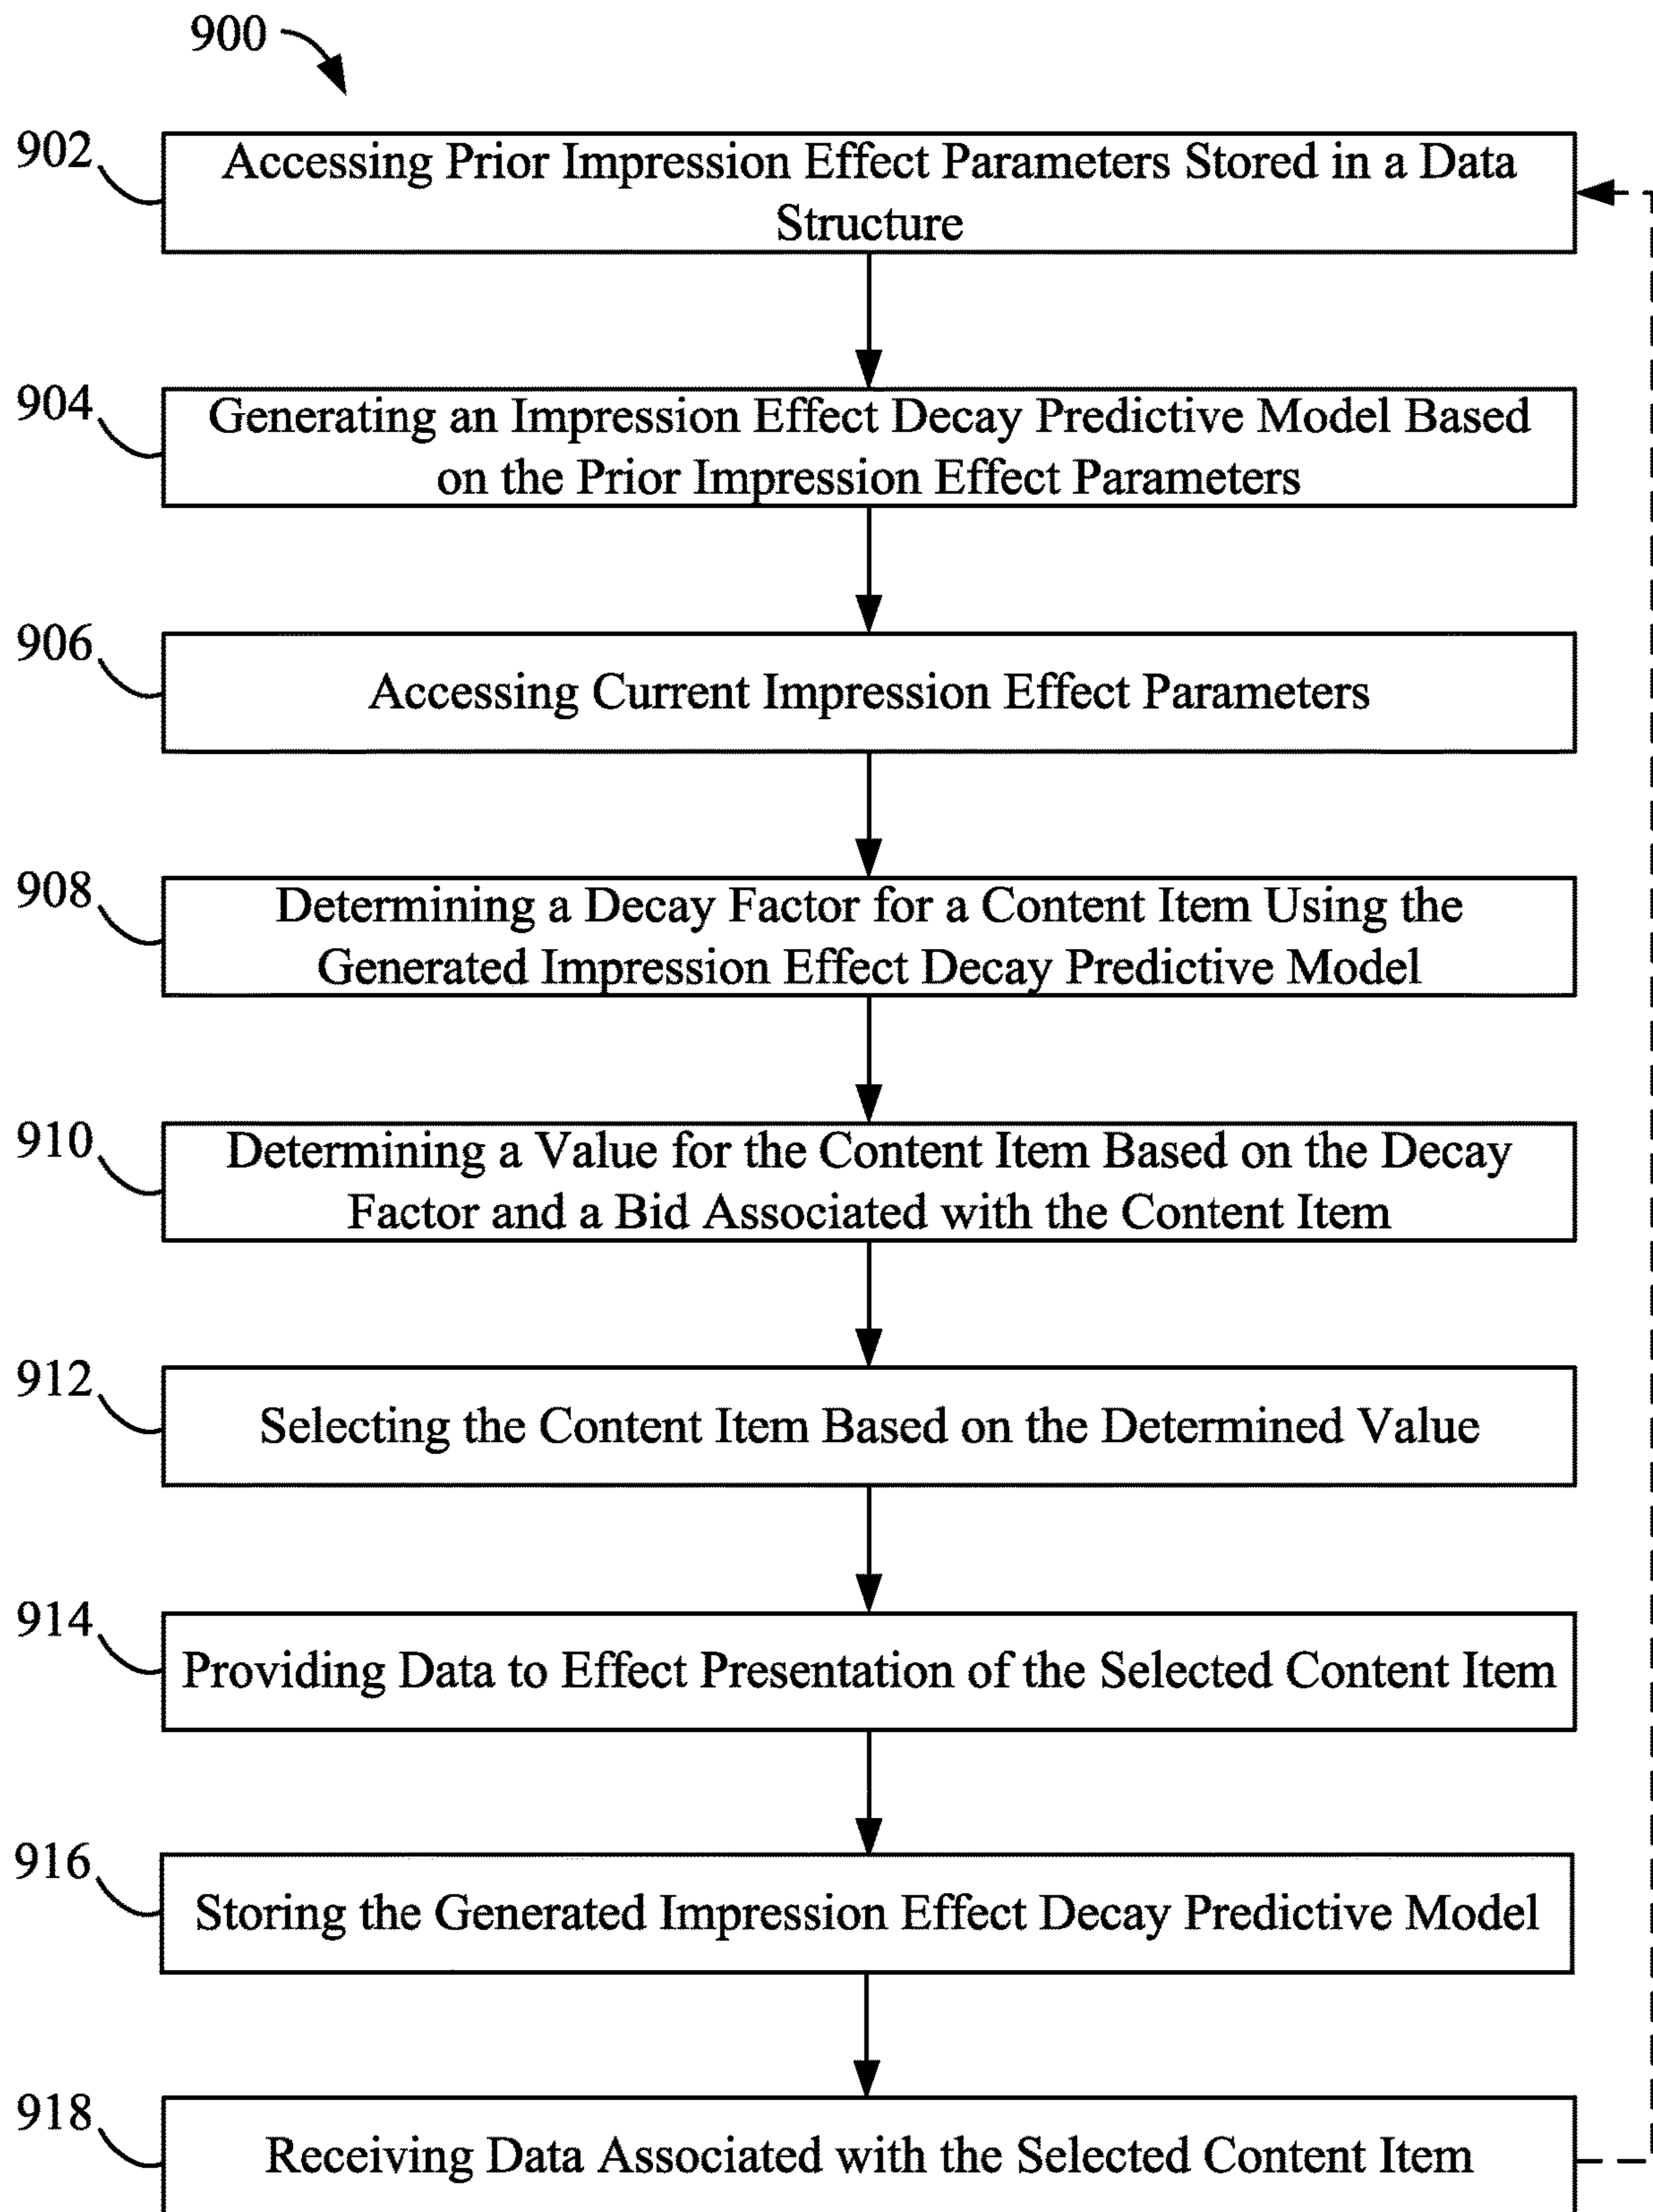 900
902
Accessing Prior Impression Effect Parameters Stored in a Data
Structure
904
Generating an Impression Effect Decay Predictive Model Based
on the Prior Impression Effect Parameters
906
Accessing Current Impression Effect Parameters
908
Determining a Decay Factor for a Content Item Using the
Generated Impression Effect Decay Predictive Model
910
Determining a Value for the Content Item Based on the Decay
Factor and a Bid Associated with the Content Item
912
Selecting the Content Item Based on the Determined Value
914
Providing Data to Effect Presentation of the Selected Content Item
916
Storing the Generated Impression Effect Decay Predictive Model
918
Receiving Data Associated with the Selected Content Item